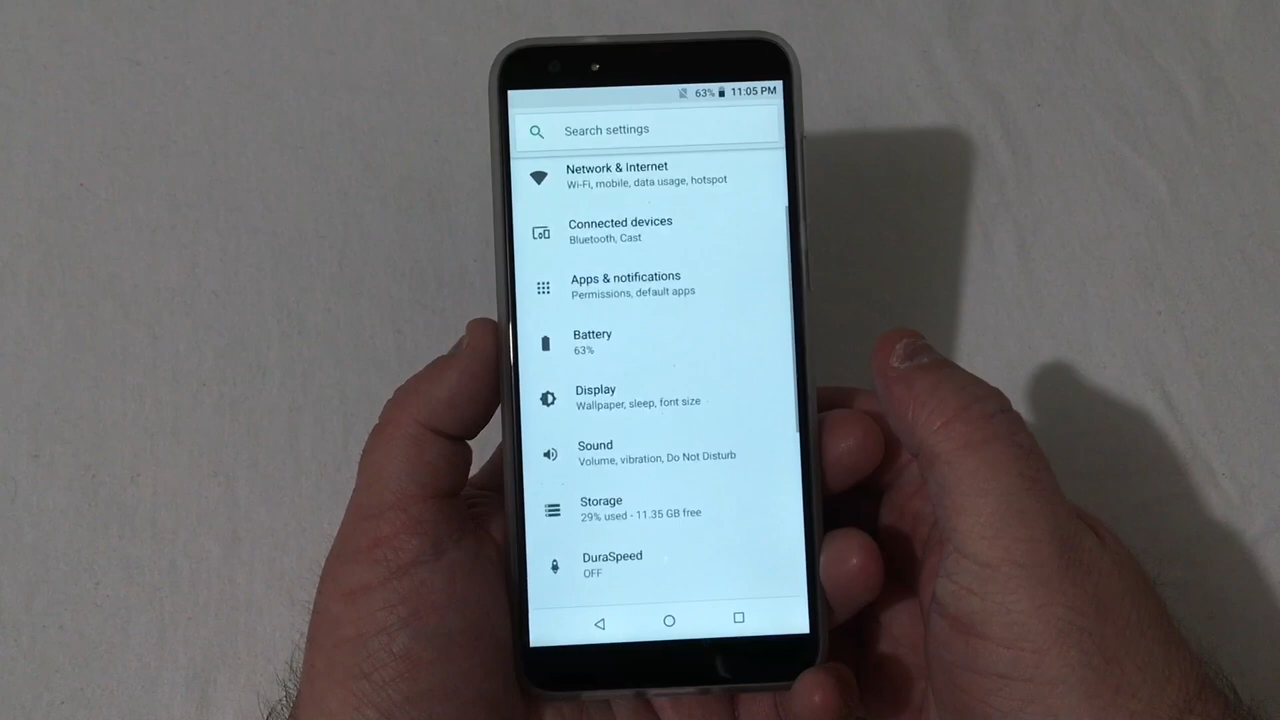 63% 11:05 PM
Search settings
Network & Internet
Wi-Fi, mobile, data usage, hotspot
Connected devices
Bluetooth, Cast
Apps & notifications
Permissions, default apps
Battery
63%
Display
Wallpaper, sleep, font size
Sound
Volume, vibration, Do Not Disturb
Storage
29% used - 11.35 GB free
DuraSpeed
OFF